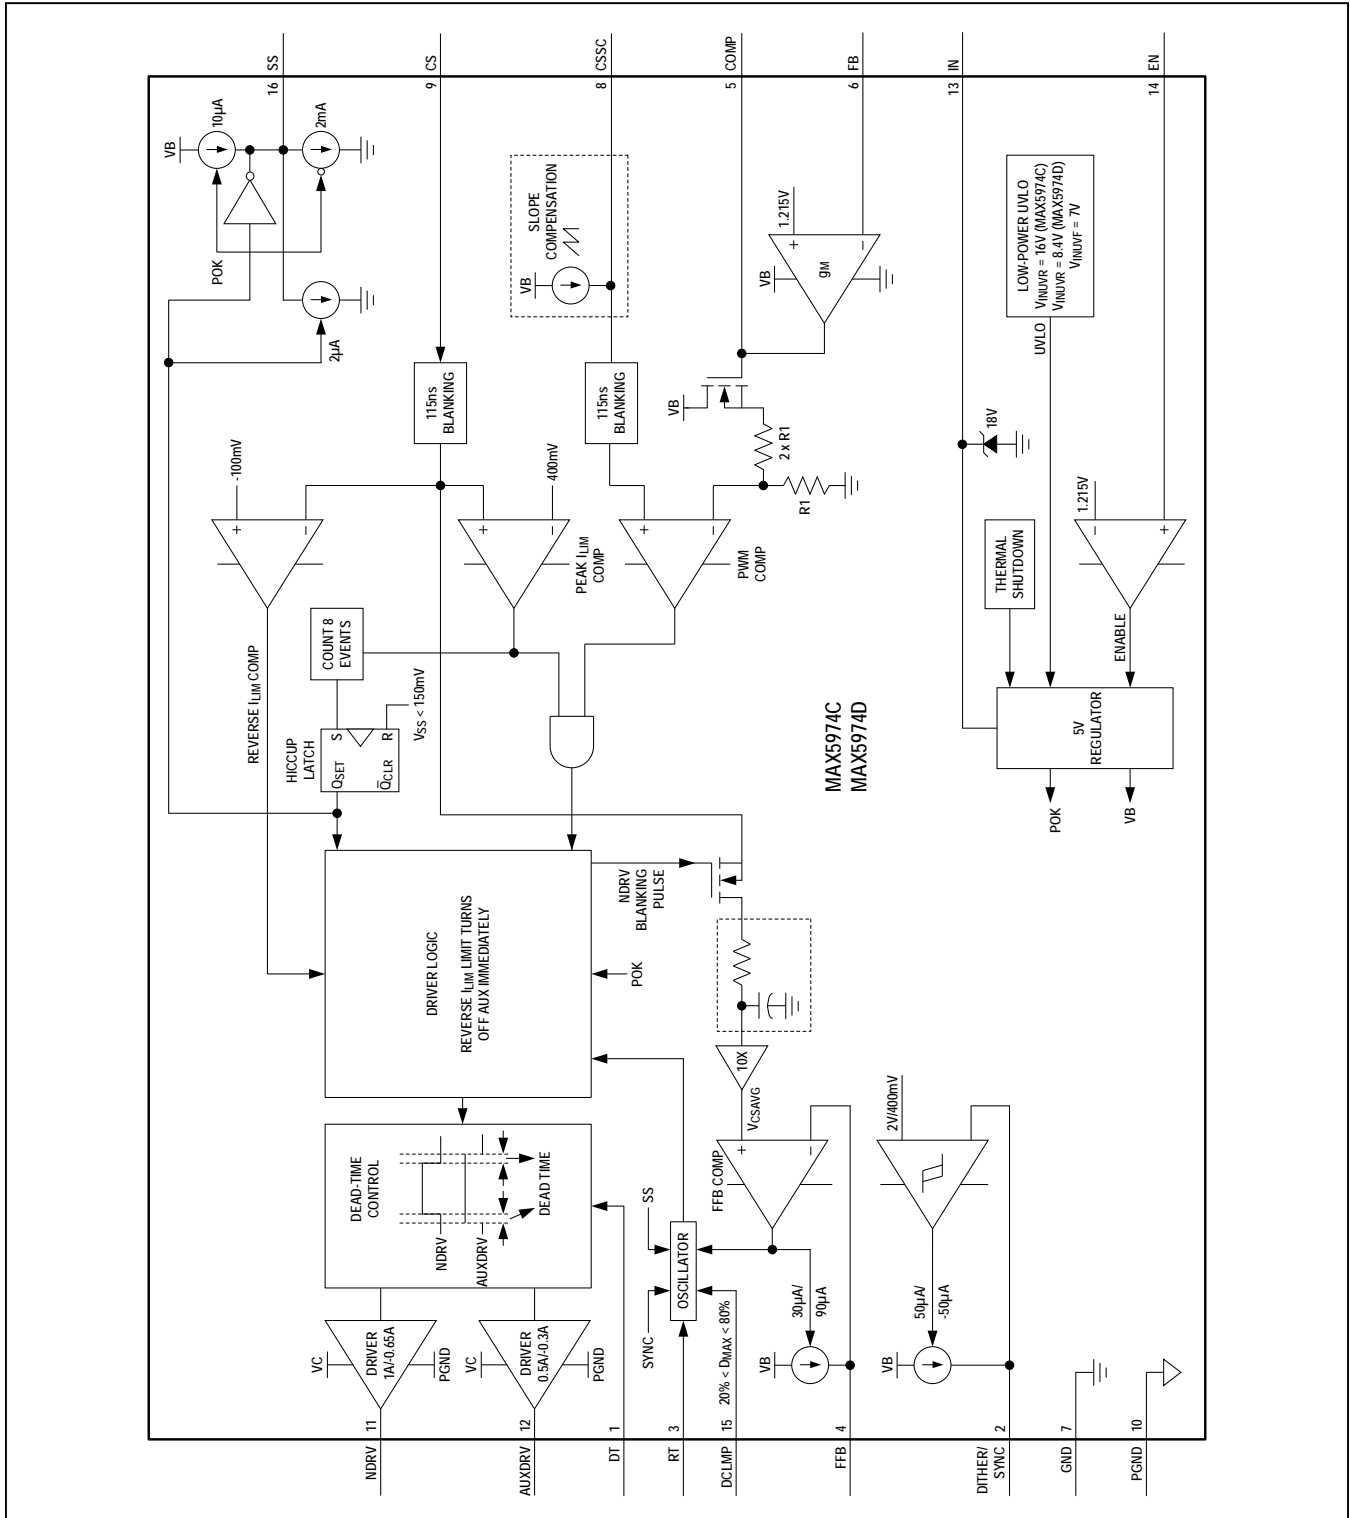 16 SS
9 CS
8 CSSC
5 COMP
6 FB
13 IN
14 EN
VB
10µA
2mA
POK
2µA
SLOPE
COMPENSATION
VB
1.215V
+
−
VB
gM
LOW-POWER UVLO
VINUVR = 16V (MAX5974C)
VINUVR = 8.4V (MAX5974D)
VINUVF = 7V
UVLO
115ns
BLANKING
115ns
BLANKING
VB
2 x R1
R1
18V
-100mV
+
−
400mV
+
−
+
−
PEAK ILIM
COMP
PWM
COMP
THERMAL
SHUTDOWN
1.215V
−
+
ENABLE
REVERSE ILIM COMP
COUNT 8
EVENTS
HICCUP
LATCH
S
R
QSET
Q̅CLR
VSS < 150mV
MAX5974C
MAX5974D
5V
REGULATOR
POK
VB
DRIVER LOGIC
REVERSE ILIM LIMIT TURNS
OFF AUX IMMEDIATELY
NDRV
BLANKING
PULSE
POK
10X
VCSAVG
DEAD-TIME
CONTROL
NDRV
AUXDRV
DEAD TIME
SS
SYNC
OSCILLATOR
FFB COMP
+
−
2V/400mV
VC
DRIVER
1A/-0.65A
PGND
VC
DRIVER
0.5A/-0.3A
PGND
20% < DMAX < 80%
30µA/
90µA
VB
50µA/
-50µA
VB
NDRV 11
AUXDRV 12
DT 1
RT 3
DCLMP 15
FFB 4
DITHER/
SYNC 2
GND 7
PGND 10